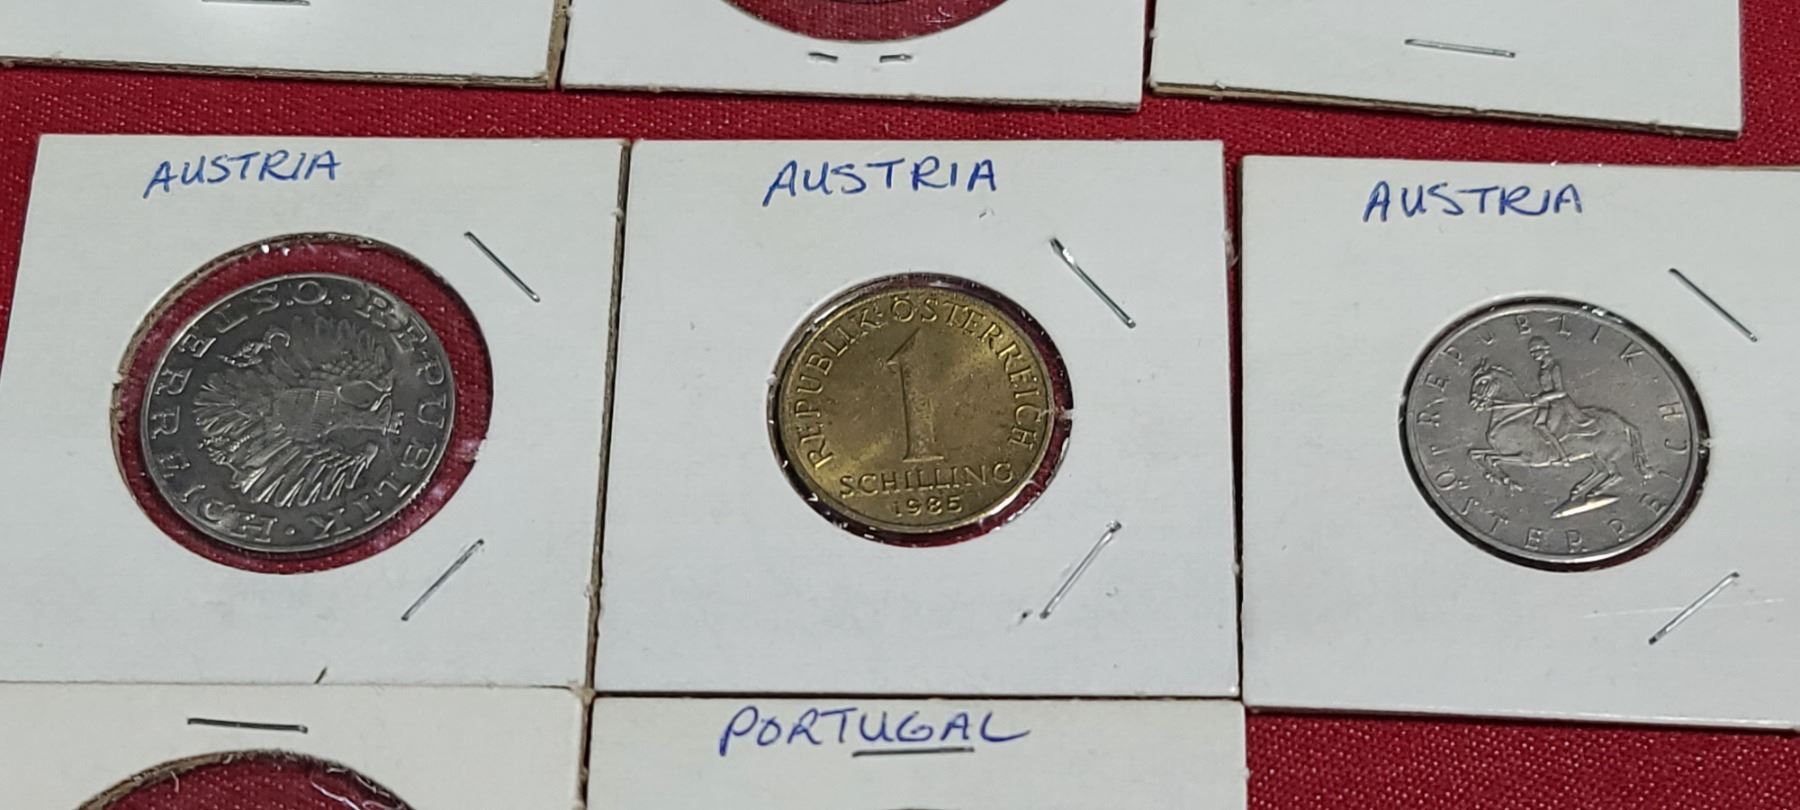 AUSTRIA
REPUBLIK · ÖSTERREICH ·
AUSTRIA
REPUBLIK · ÖSTERREICH
1
SCHILLING
1985
AUSTRIA
REPUBLIK · ÖSTERREICH
PORTUGAL